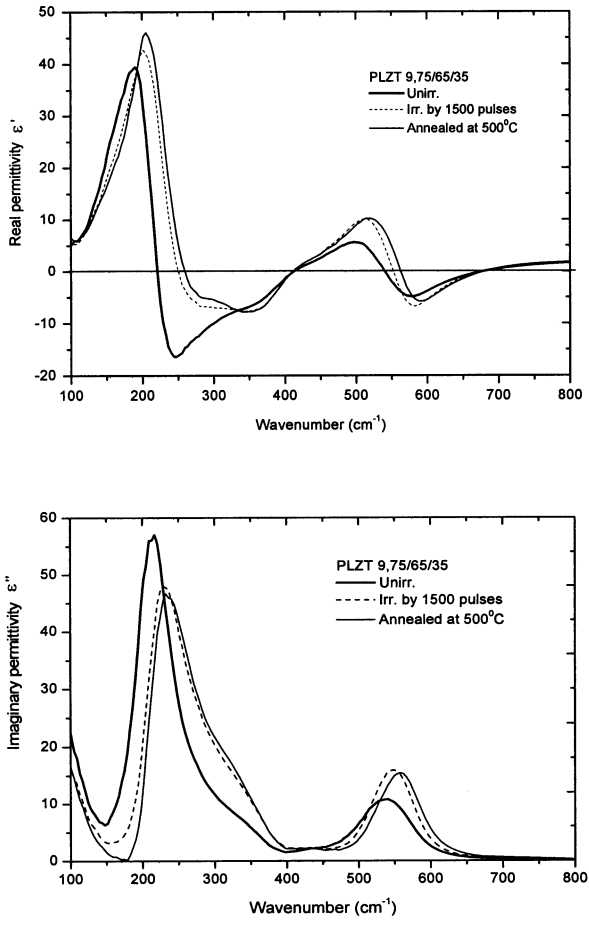 50
40
30
20
10
0
-10
-20
Real permittivity ε'
PLZT 9,75/65/35
Unirr.
Irr. by 1500 pulses
Annealed at 500°C
100 200 300 400 500 600 700 800
Wavenumber (cm⁻¹)
60
50
40
30
20
10
0
Imaginary permittivity ε"
PLZT 9,75/65/35
Unirr.
Irr. by 1500 pulses
Annealed at 500°C
100 200 300 400 500 600 700 800
Wavenumber (cm⁻¹)